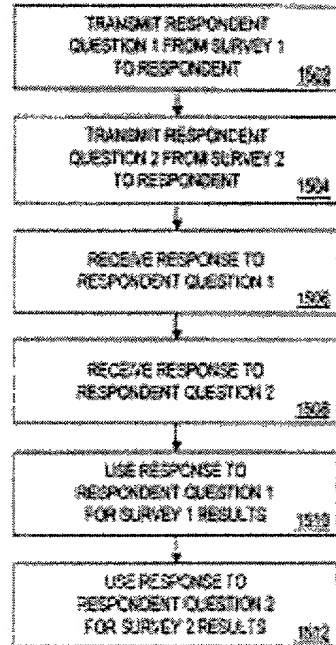 TRANSMIT RESPONDENT
QUESTION 1 FROM SURVEY 1
TO RESPONDENT
1502
TRANSMIT RESPONDENT
QUESTION 2 FROM SURVEY 2
TO RESPONDENT
1504
RECEIVE RESPONSE TO
RESPONDENT QUESTION 1
1506
RECEIVE RESPONSE TO
RESPONDENT QUESTION 2
1508
USE RESPONSE TO
RESPONDENT QUESTION 1
FOR SURVEY 1 RESULTS
1510
USE RESPONSE TO
RESPONDENT QUESTION 2
FOR SURVEY 2 RESULTS
1512